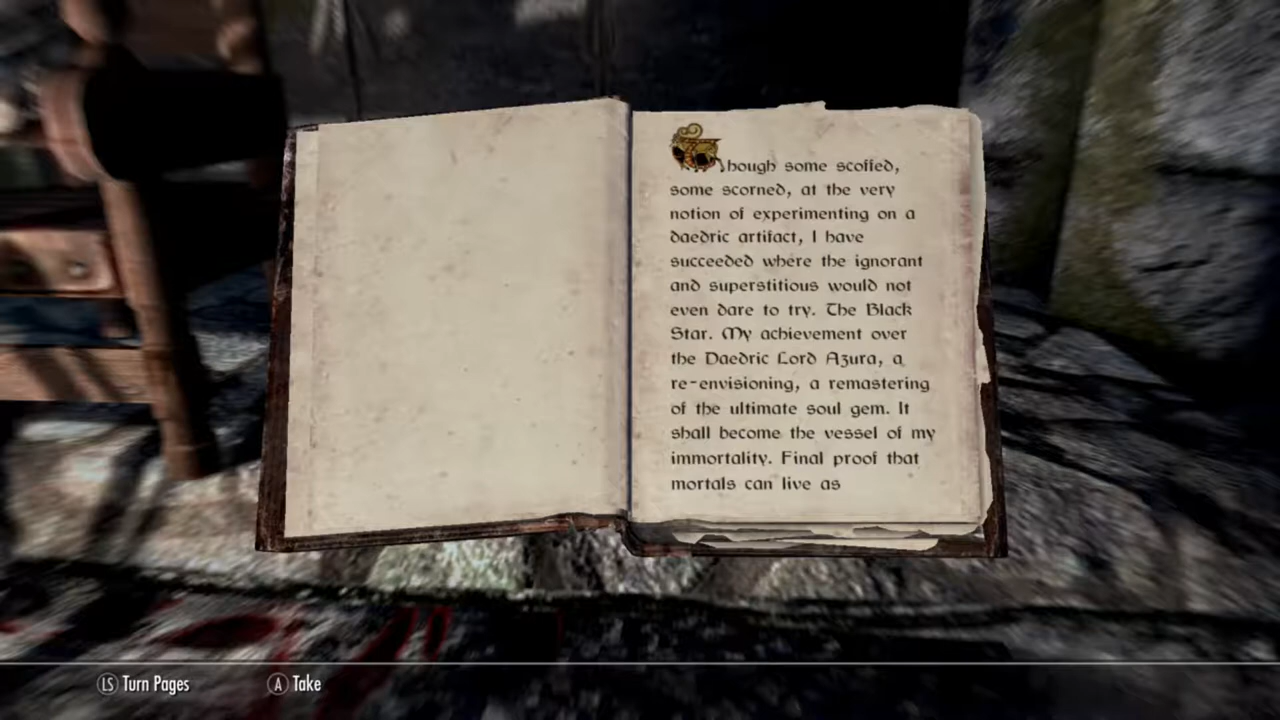 Though some scoffed,
some scorned, at the very
notion of experimenting on a
daedric artifact, I have
succeeded where the ignorant
and superstitious would not
even dare to try. The Black
Star. My achievement over
the Daedric Lord Azura, a
re-envisioning, a remastering
of the ultimate soul gem. It
shall become the vessel of my
immortality. Final proof that
mortals can live as
LS Turn Pages
A Take